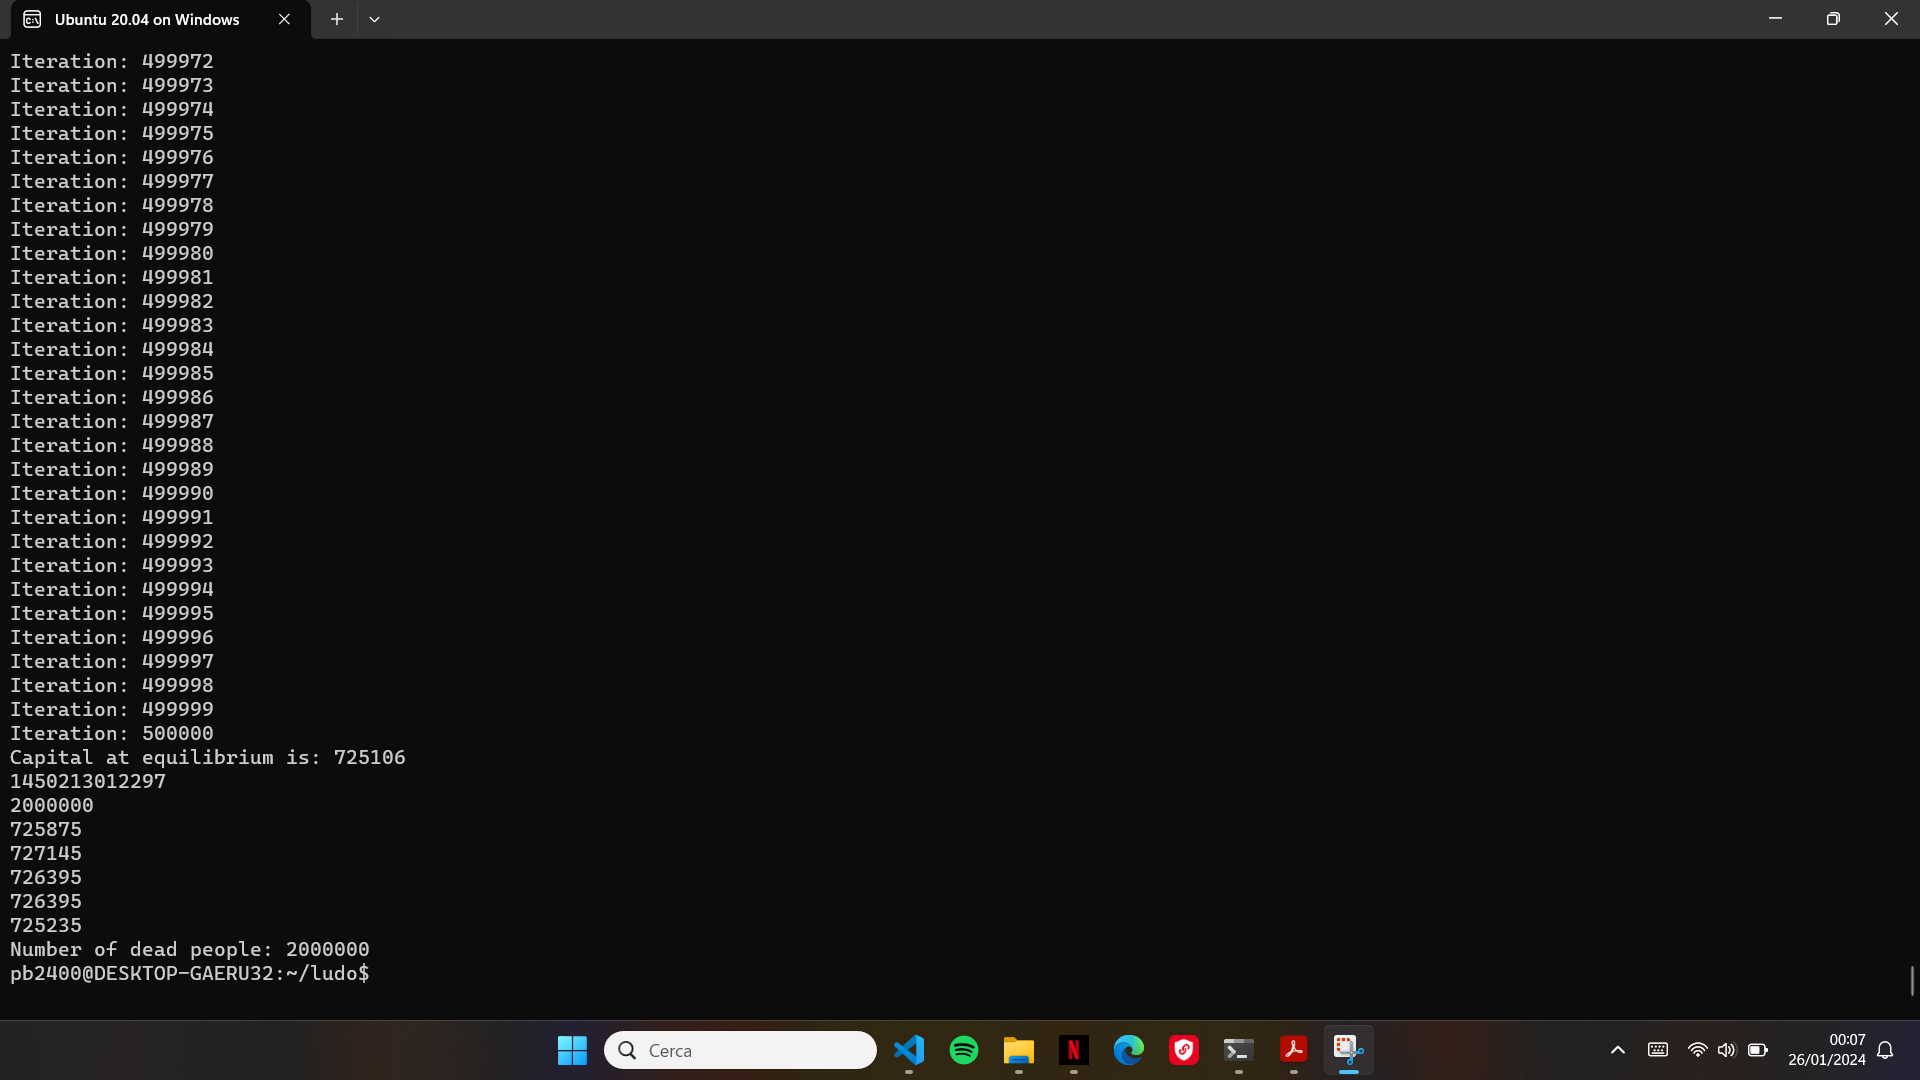 Ubuntu 20.04 on Windows
Iteration: 499972
Iteration: 499973
Iteration: 499974
Iteration: 499975
Iteration: 499976
Iteration: 499977
Iteration: 499978
Iteration: 499979
Iteration: 499980
Iteration: 499981
Iteration: 499982
Iteration: 499983
Iteration: 499984
Iteration: 499985
Iteration: 499986
Iteration: 499987
Iteration: 499988
Iteration: 499989
Iteration: 499990
Iteration: 499991
Iteration: 499992
Iteration: 499993
Iteration: 499994
Iteration: 499995
Iteration: 499996
Iteration: 499997
Iteration: 499998
Iteration: 499999
Iteration: 500000
Capital at equilibrium is: 725106
1450213012297
2000000
725875
727145
726395
726395
725235
Number of dead people: 2000000
pb2400@DESKTOP-GAERU32:~/ludo$
Cerca
N
00:07
26/01/2024